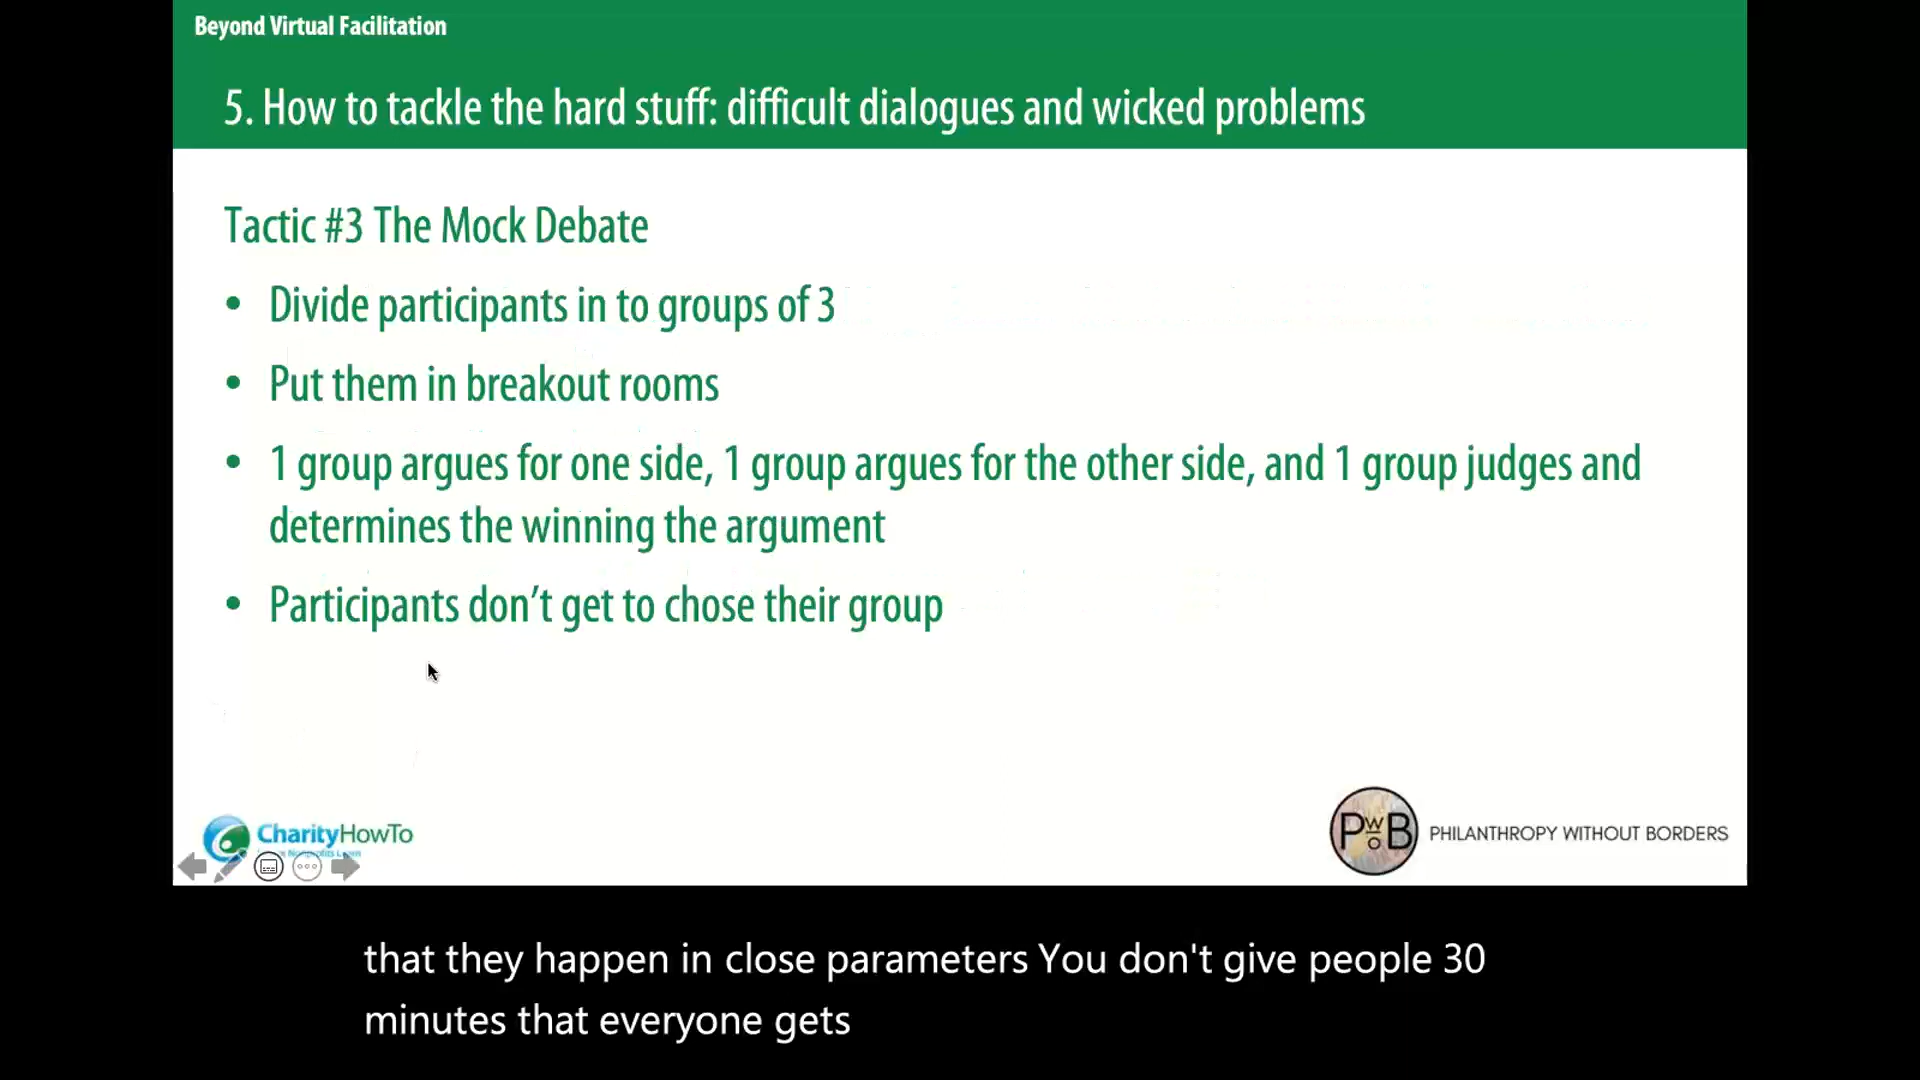 Beyond Virtual Facilitation
5. How to tackle the hard stuff: difficult dialogues and wicked problems
Tactic #3 The Mock Debate
• Divide participants in to groups of 3
• Put them in breakout rooms
• 1 group argues for one side, 1 group argues for the other side, and 1 group judges and
determines the winning the argument
• Participants don't get to chose their group
CharityHowTo
PWOB PHILANTHROPY WITHOUT BORDERS
that they happen in close parameters You don't give people 30
minutes that everyone gets